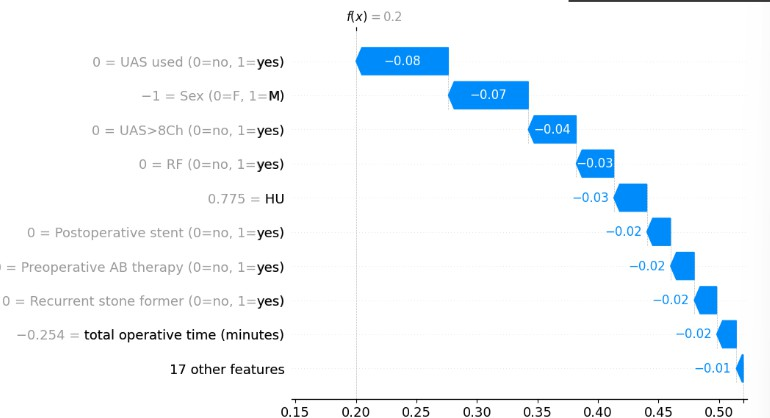 f(x) = 0.2
0 = UAS used (0=no, 1=yes)
−0.08
−1 = Sex (0=F, 1=M)
−0.07
0 = UAS>8Ch (0=no, 1=yes)
−0.04
0 = RF (0=no, 1=yes)
−0.03
0.775 = HU
−0.03
0 = Postoperative stent (0=no, 1=yes)
−0.02
= Preoperative AB therapy (0=no, 1=yes)
−0.02
0 = Recurrent stone former (0=no, 1=yes)
−0.02
−0.254 = total operative time (minutes)
−0.02
17 other features
−0.01
0.15 0.20 0.25 0.30 0.35 0.40 0.45 0.50